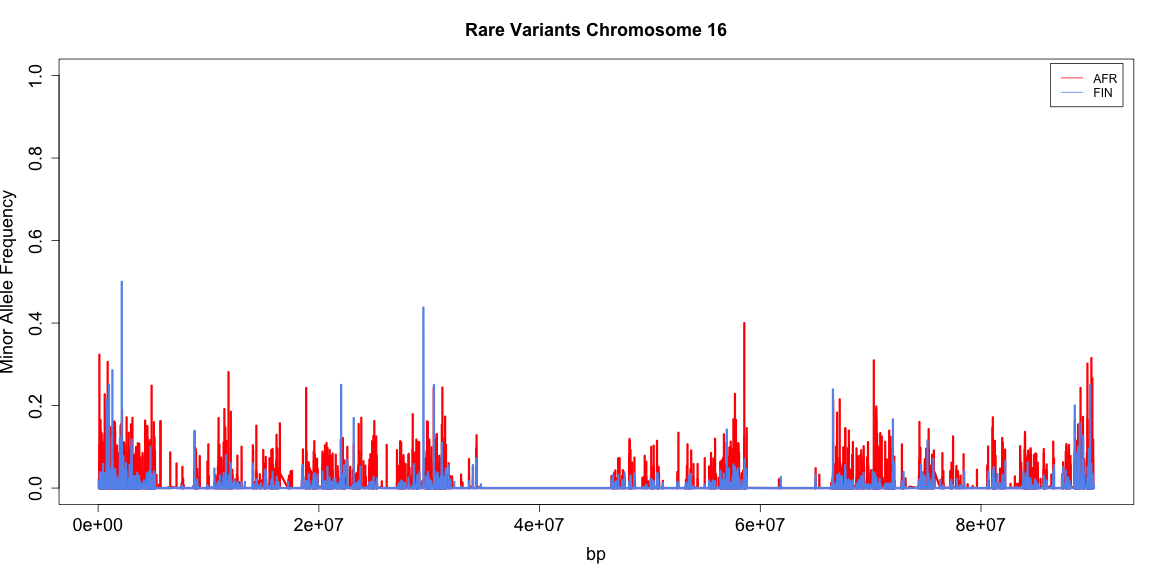 Rare Variants Chromosome 16
AFR
FIN
Minor Allele Frequency
1.0
0.8
0.6
0.4
0.2
0.0
0e+00
2e+07
4e+07
6e+07
8e+07
bp